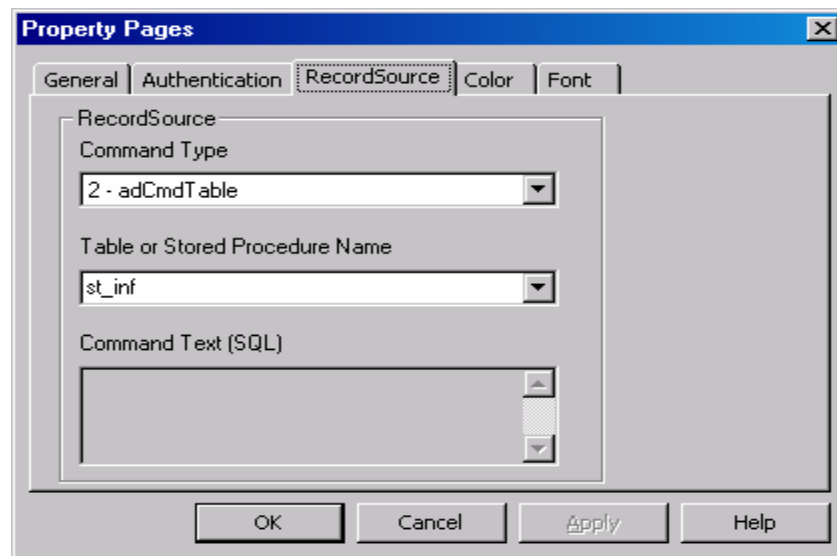 Property Pages
General Authentication RecordSource Color Font
RecordSource
Command Type
2 - adCmdTable
Table or Stored Procedure Name
st_inf
Command Text (SQL)
OK Cancel Apply Help